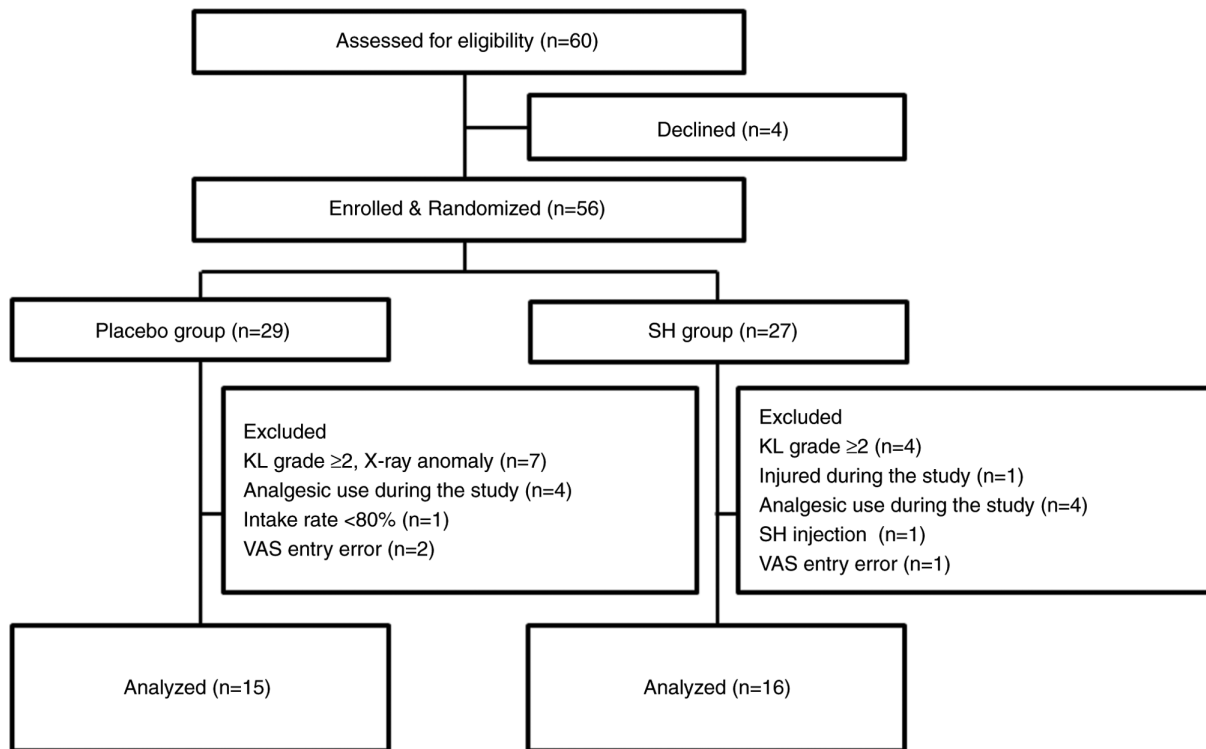 Assessed for eligibility (n=60)
Declined (n=4)
Enrolled & Randomized (n=56)
Placebo group (n=29)
SH group (n=27)
Excluded
KL grade ≥2, X-ray anomaly (n=7)
Analgesic use during the study (n=4)
Intake rate <80% (n=1)
VAS entry error (n=2)
Excluded
KL grade ≥2 (n=4)
Injured during the study (n=1)
Analgesic use during the study (n=4)
SH injection (n=1)
VAS entry error (n=1)
Analyzed (n=15)
Analyzed (n=16)